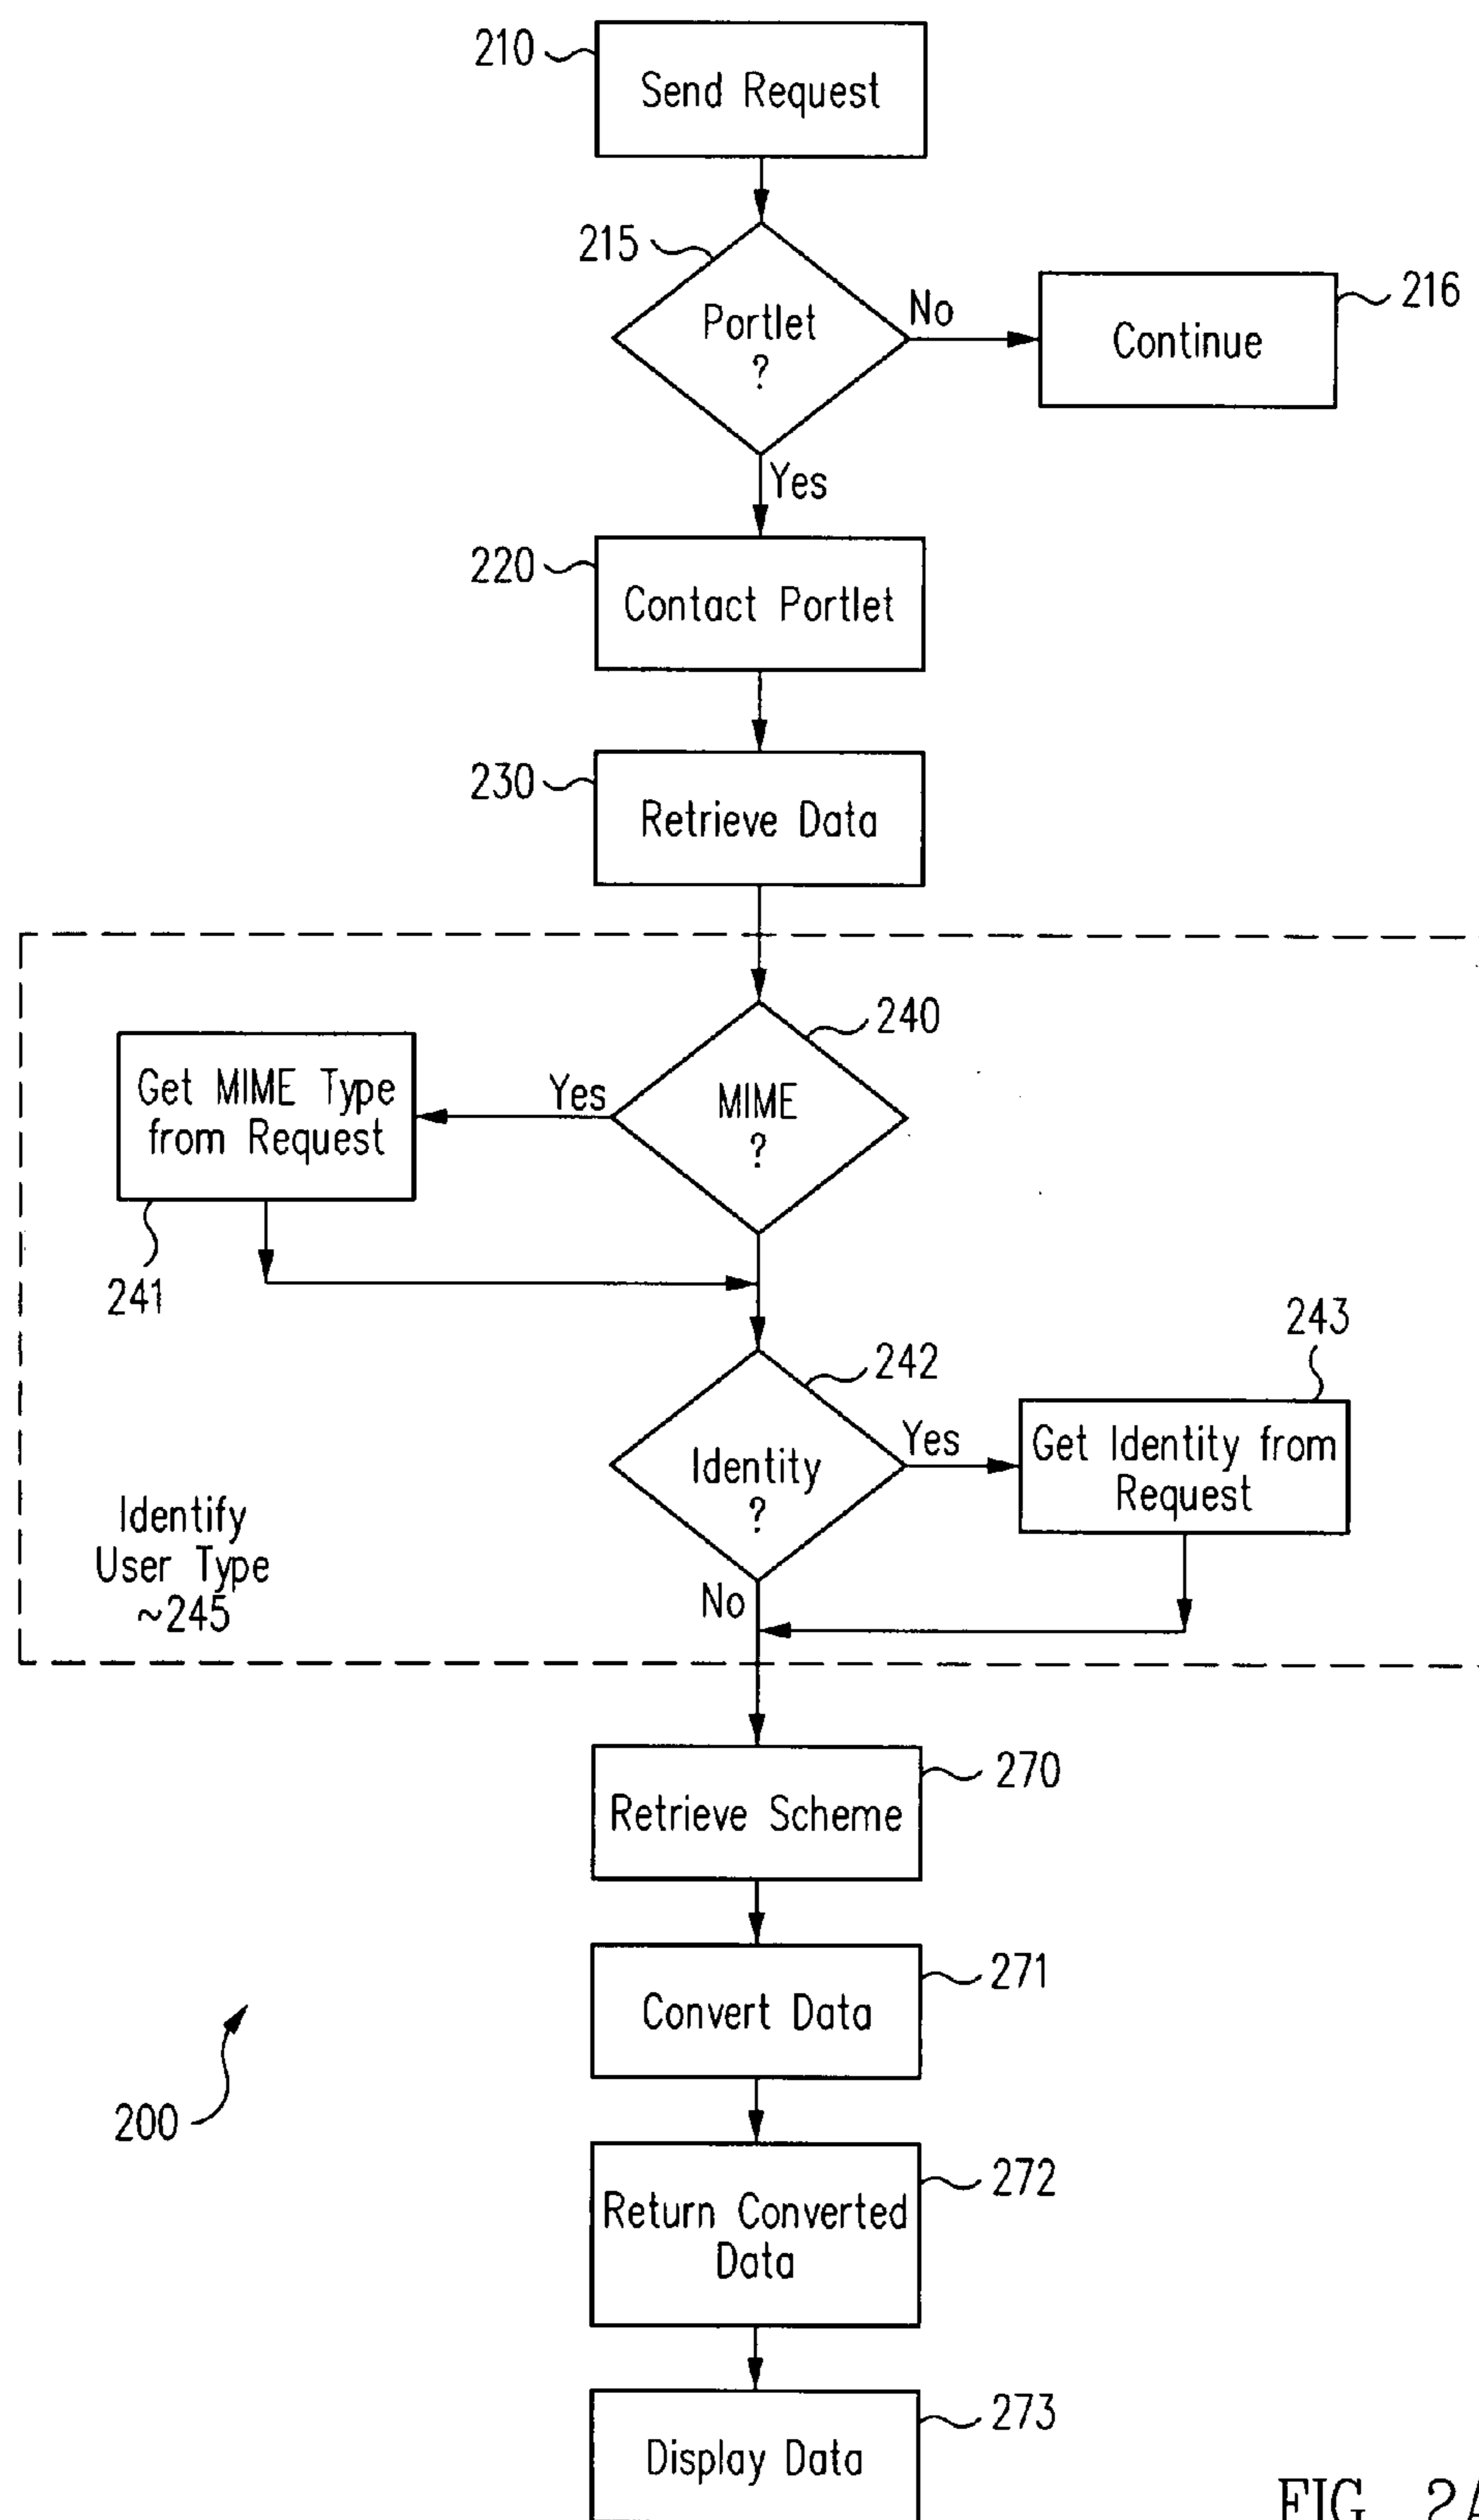 210
Send Request
215
Portlet
?
No
Continue
216
Yes
220
Contact Portlet
230
Retrieve Data
240
MIME
?
Yes
Get MIME Type
from Request
241
242
Identity
?
Yes
243
Get Identity from
Request
No
Identify
User Type
~245
270
Retrieve Scheme
271
Convert Data
200
272
Return Converted
Data
273
Display Data
FIG. 2A